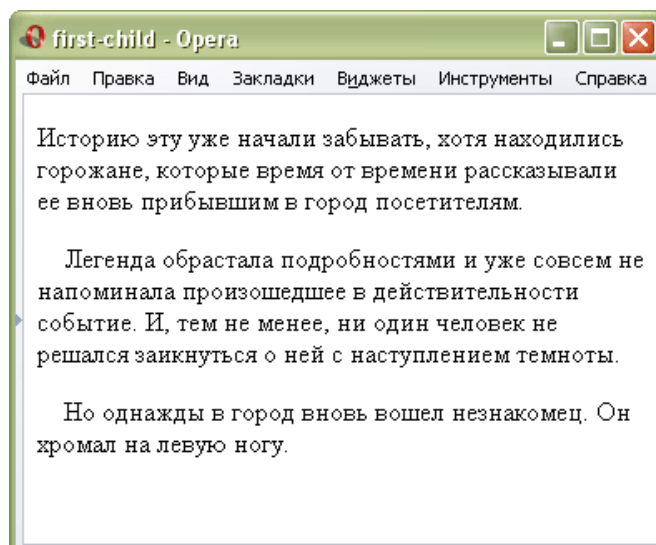 first-child - Opera
Файл Правка Вид Закладки Виджеты Инструменты Справка
Историю эту уже начали забывать, хотя находились
горожане, которые время от времени рассказывали
ее вновь прибывшим в город посетителям.
Легенда обрастала подробностями и уже совсем не
напоминала произошедшее в действительности
событие. И, тем не менее, ни один человек не
решался заикнуться о ней с наступлением темноты.
Но однажды в город вновь вошел незнакомец. Он
хромал на левую ногу.